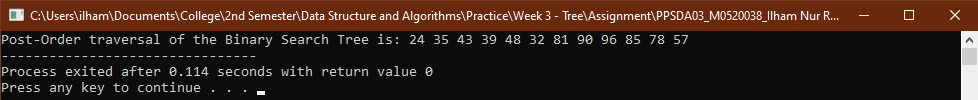 C:\Users\ilham\Documents\College\2nd Semester\Data Structure and Algorithms\Practice\Week 3 - Tree\Assignment\PPSDA03_M0520038_Ilham Nur R...
Post-Order traversal of the Binary Search Tree is: 24 35 43 39 48 32 81 90 96 85 78 57
--------------------------------
Process exited after 0.114 seconds with return value 0
Press any key to continue . . .